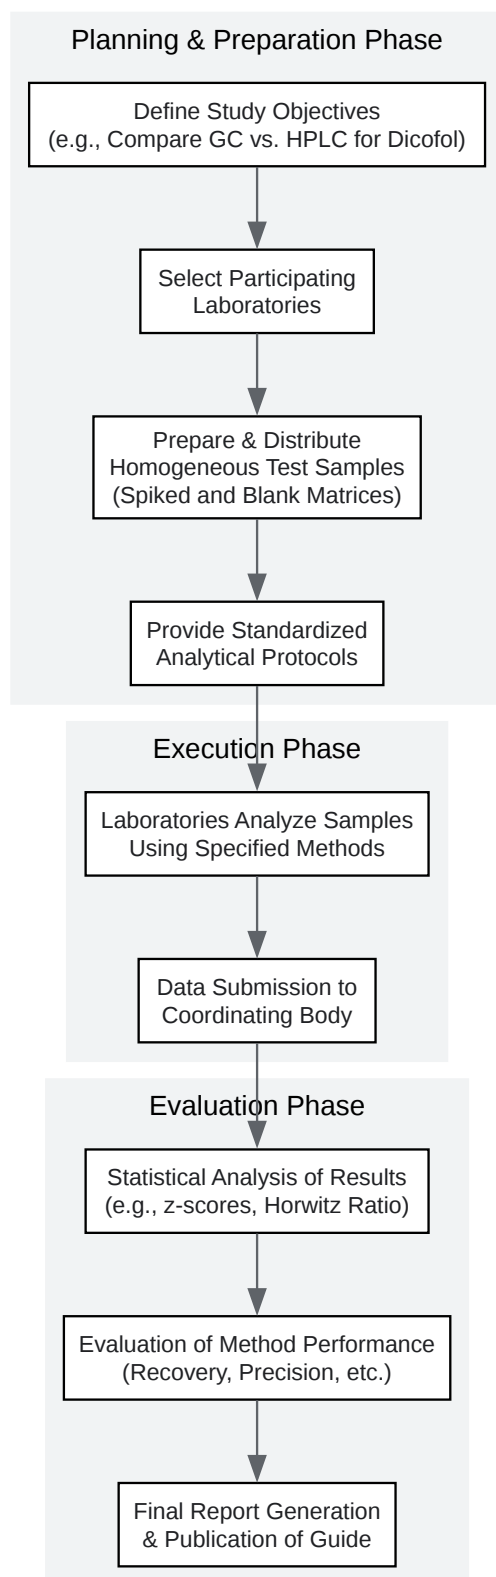 Planning & Preparation Phase
Define Study Objectives
(e.g., Compare GC vs. HPLC for Dicofol)
Select Participating
Laboratories
Prepare & Distribute
Homogeneous Test Samples
(Spiked and Blank Matrices)
Provide Standardized
Analytical Protocols
Execution Phase
Laboratories Analyze Samples
Using Specified Methods
Data Submission to
Coordinating Body
Evaluation Phase
Statistical Analysis of Results
(e.g., z-scores, Horwitz Ratio)
Evaluation of Method Performance
(Recovery, Precision, etc.)
Final Report Generation
& Publication of Guide